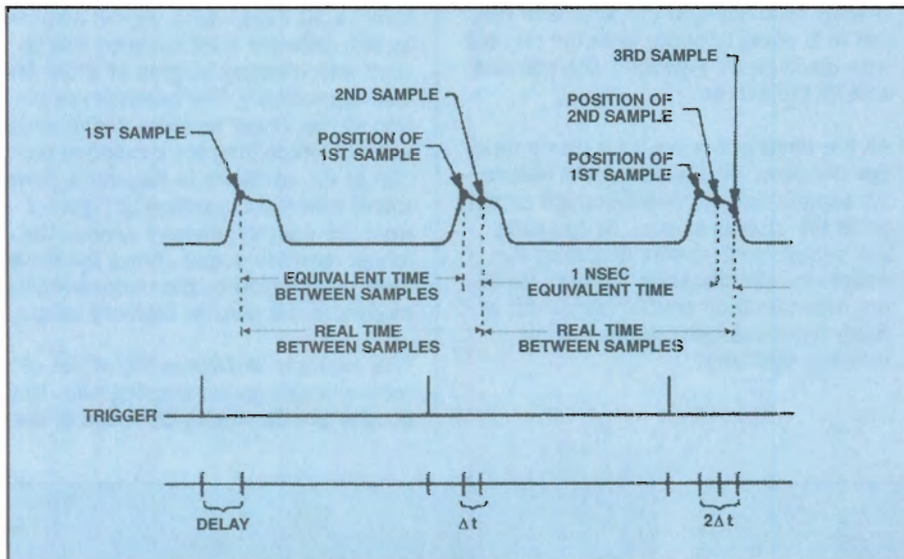 3RD SAMPLE
2ND SAMPLE
POSITION OF
2ND SAMPLE
1ST SAMPLE
POSITION OF
1ST SAMPLE
POSITION OF
1ST SAMPLE
EQUIVALENT TIME
BETWEEN SAMPLES
1 NSEC
EQUIVALENT TIME
REAL TIME
BETWEEN SAMPLES
REAL TIME
BETWEEN SAMPLES
TRIGGER
DELAY
Δt
2Δt